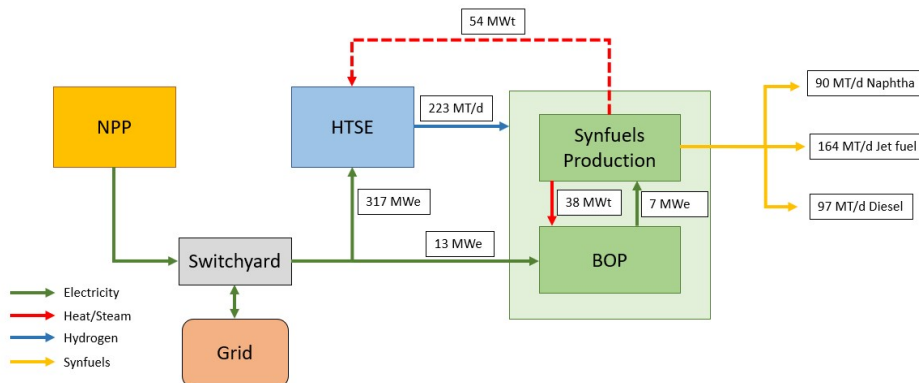 54 MWt
90 MT/d Naphtha
NPP
HTSE
223 MT/d
Synfuels
Production
164 MT/d Jet fuel
317 MWe
38 MWt
7 MWe
97 MT/d Diesel
13 MWe
Switchyard
BOP
Electricity
Heat/Steam
Hydrogen
Synfuels
Grid